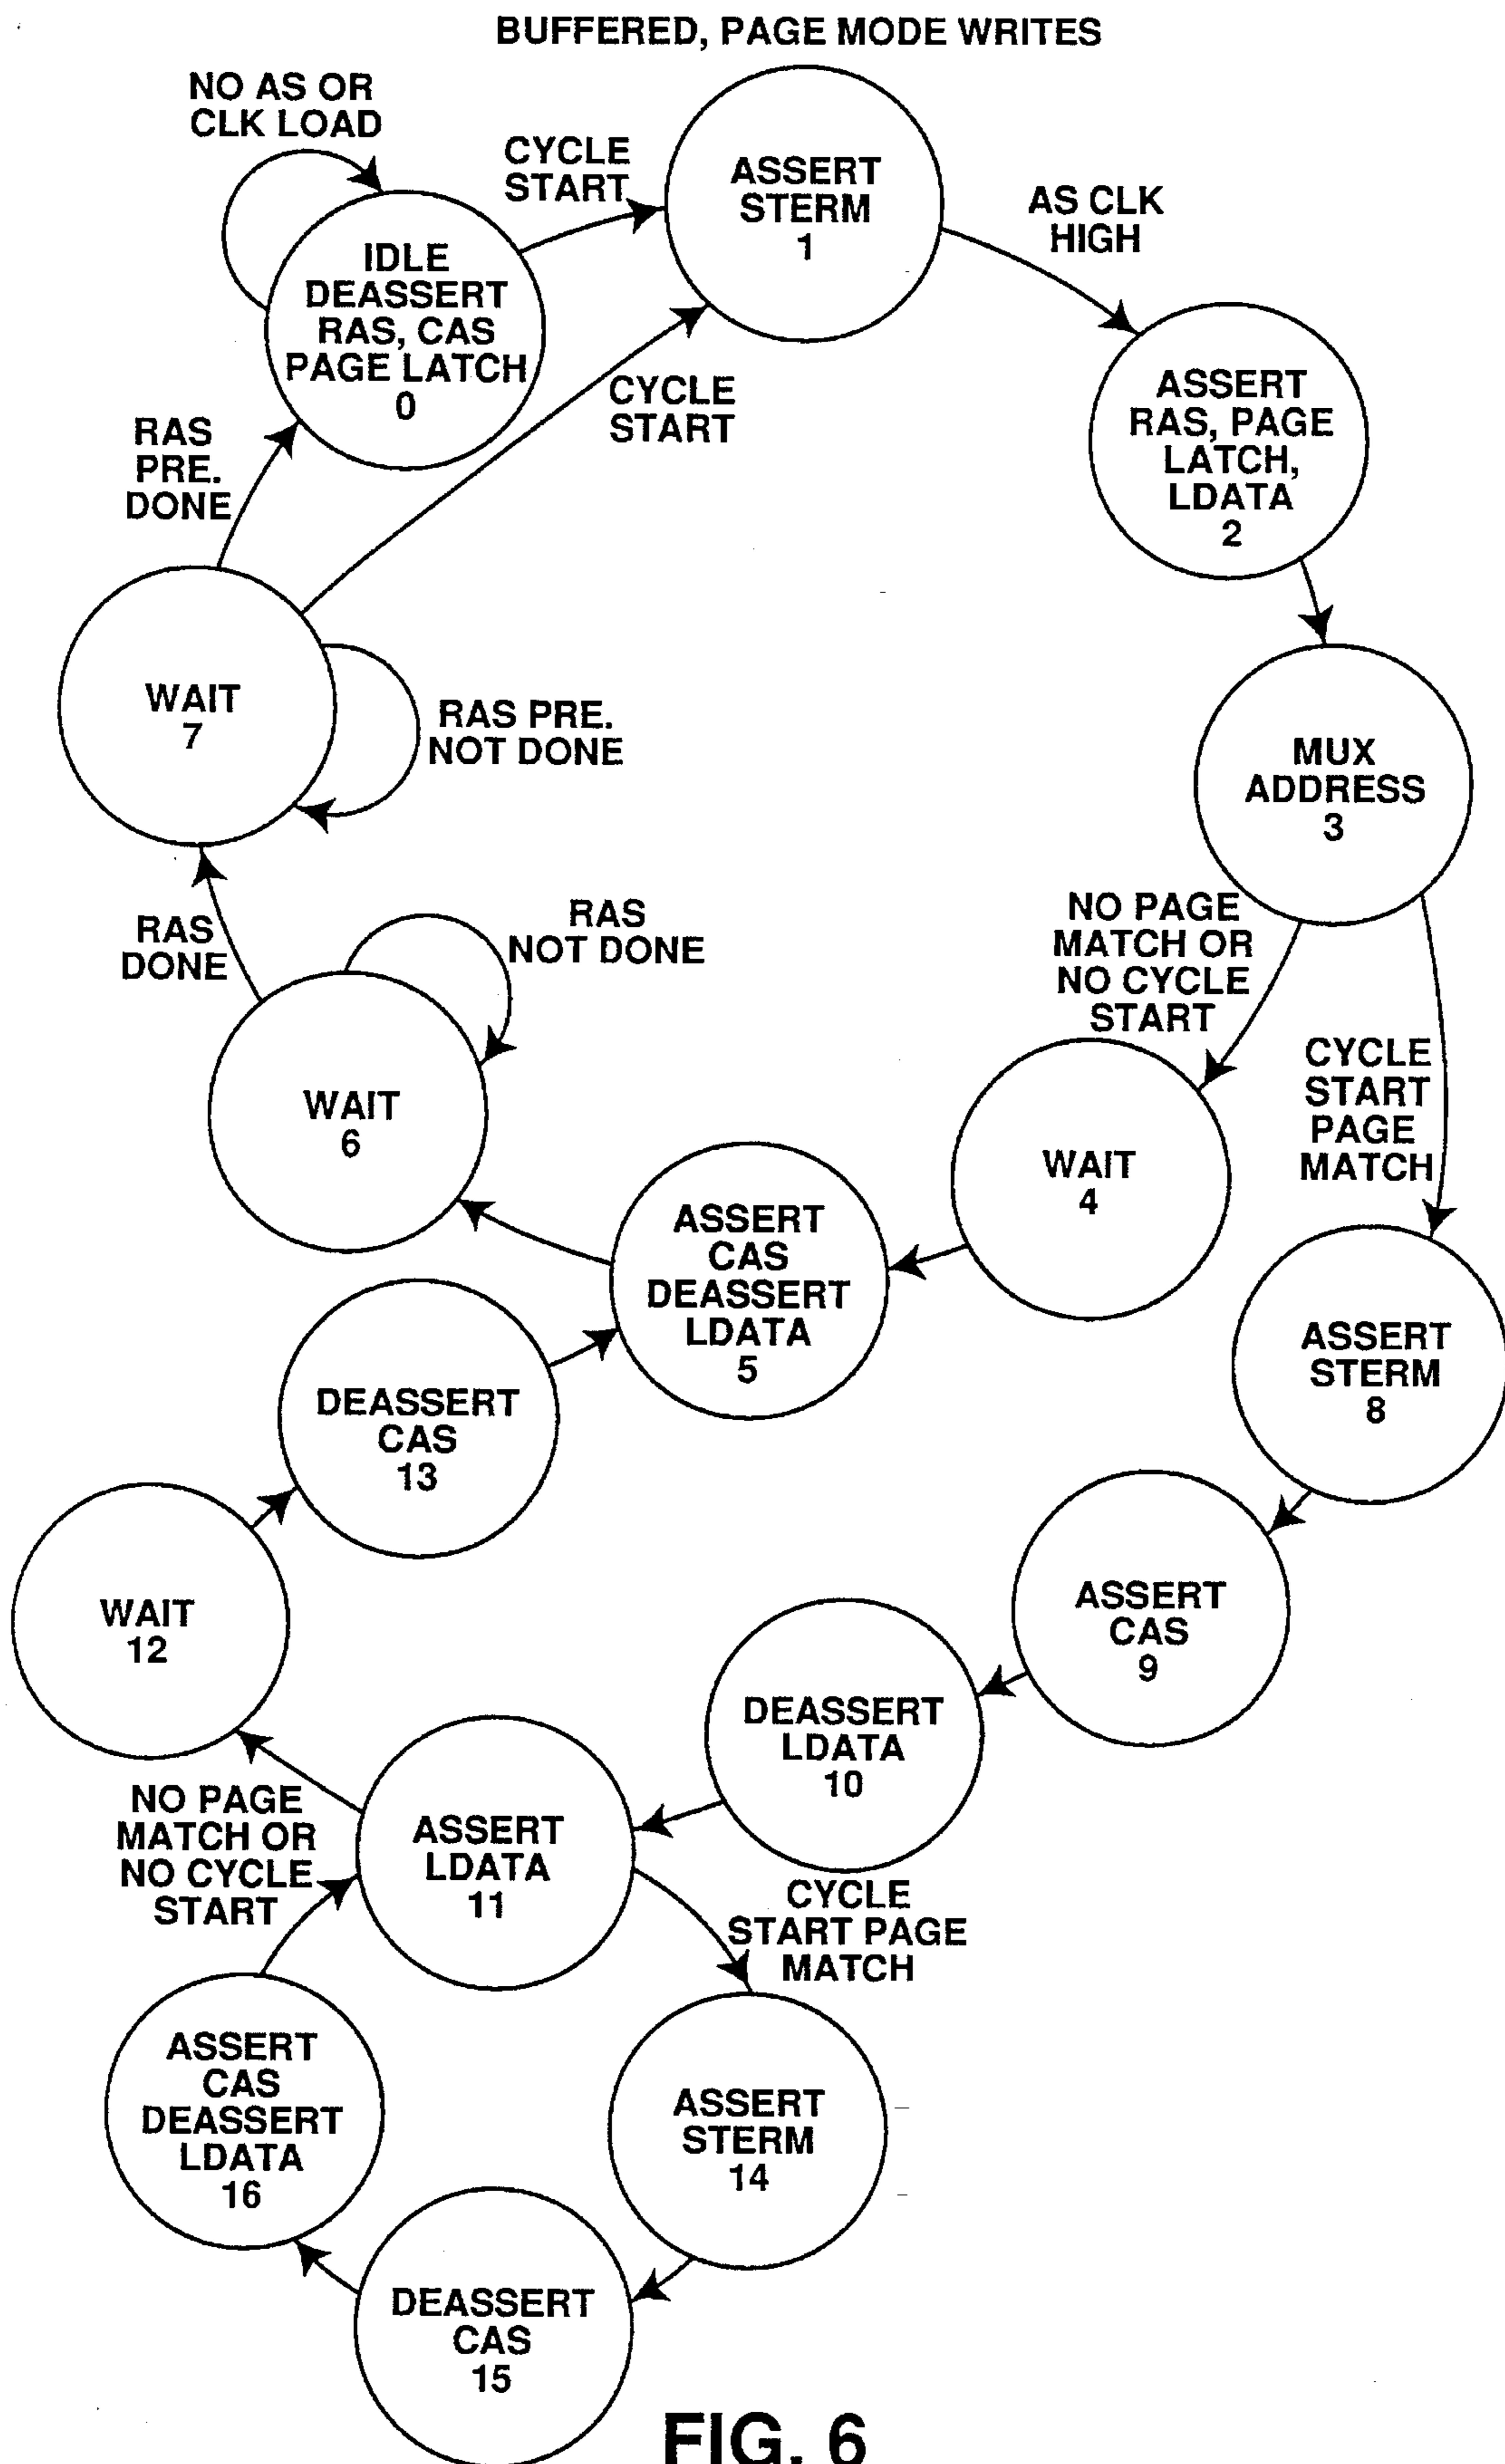 BUFFERED, PAGE MODE WRITES
NO AS OR
CLK LOAD
CYCLE
START
ASSERT
STERM
1
AS CLK
HIGH
IDLE
DEASSERT
RAS, CAS
PAGE LATCH
0
CYCLE
START
ASSERT
RAS, PAGE
LATCH,
LDATA
2
RAS
PRE.
DONE
WAIT
7
RAS PRE.
NOT DONE
MUX
ADDRESS
3
RAS
DONE
RAS
NOT DONE
NO PAGE
MATCH OR
NO CYCLE
START
CYCLE
START
PAGE
MATCH
WAIT
6
WAIT
4
ASSERT
CAS
DEASSERT
LDATA
5
ASSERT
STERM
8
DEASSERT
CAS
13
WAIT
12
ASSERT
CAS
9
DEASSERT
LDATA
10
ASSERT
LDATA
11
NO PAGE
MATCH OR
NO CYCLE
START
CYCLE
START PAGE
MATCH
ASSERT
CAS
DEASSERT
LDATA
16
ASSERT
STERM
14
DEASSERT
CAS
15
FIG. 6